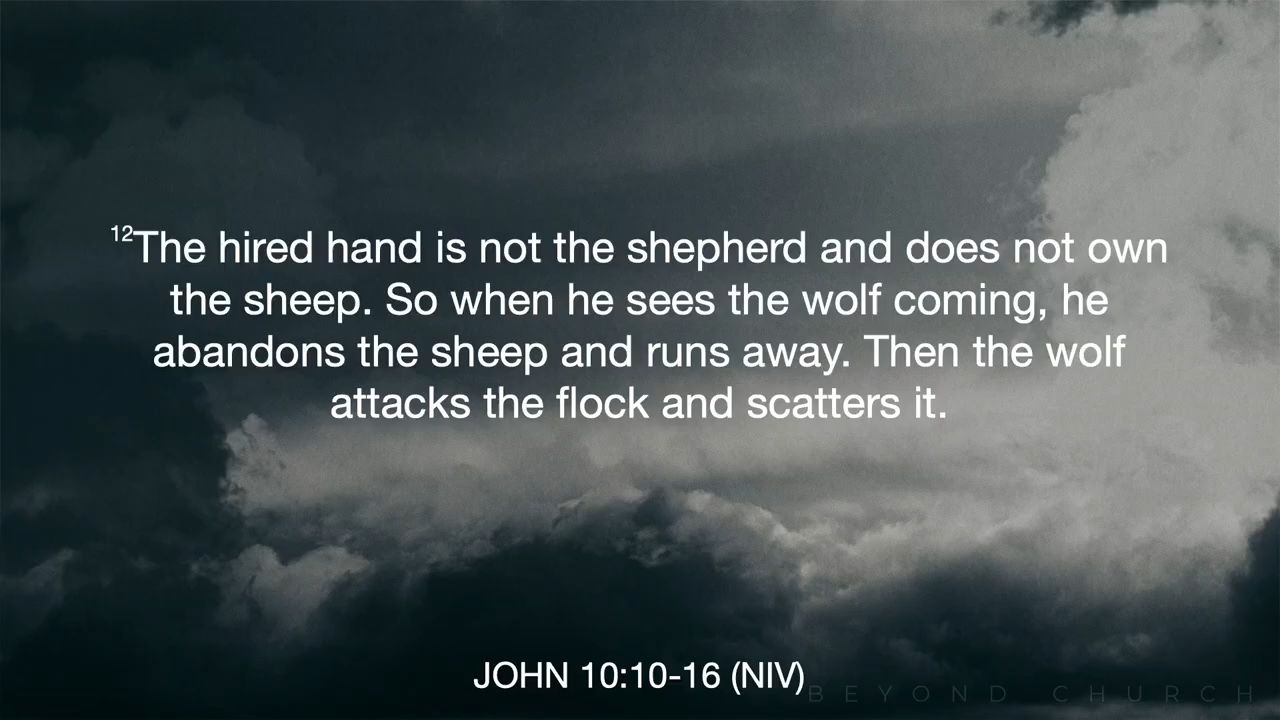 12The hired hand is not the shepherd and does not own
the sheep. So when he sees the wolf coming, he
abandons the sheep and runs away. Then the wolf
attacks the flock and scatters it.
JOHN 10:10-16 (NIV)
BEYOND CHURCH